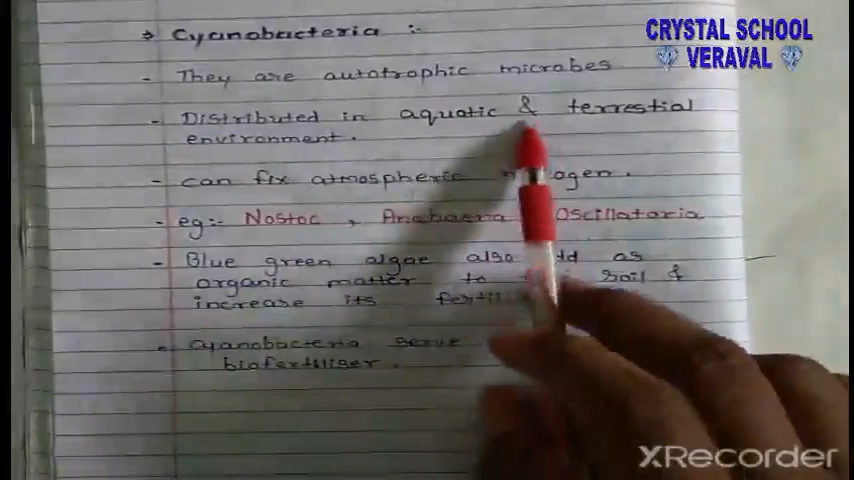 → Cyanobacteria :-
CRYSTAL SCHOOL
VERAVAL
- They are autotrophic microbes
- Distributed in aquatic & terrestial
environment.
- can fix atmospheric
- eg:- Nostoc, Anabaena Oscillatoria
- Blue green algae also as
organic matter to soil &
increase its
- Cyanobacteria serve
biofertiliser.
XRecorder